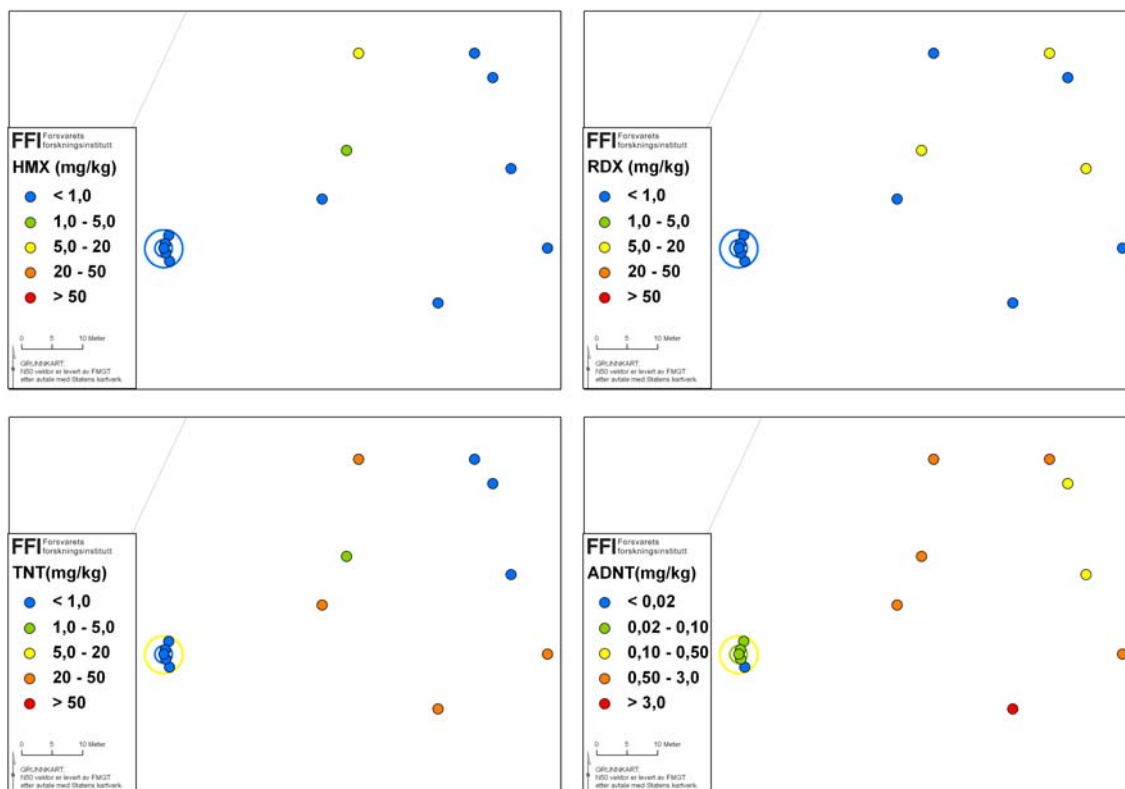 FFI Forsvarets
forskningsinstitutt
HMX (mg/kg)
< 1,0
1,0 - 5,0
5,0 - 20
20 - 50
> 50
0 5 10 Meter
GRUNNKART:
N50 vektor er levert av FMGT
etter avtale med Statens kartverk.
FFI Forsvarets
forskningsinstitutt
RDX (mg/kg)
< 1,0
1,0 - 5,0
5,0 - 20
20 - 50
> 50
0 5 10 Meter
GRUNNKART:
N50 vektor er levert av FMGT
etter avtale med Statens kartverk.
FFI Forsvarets
forskningsinstitutt
TNT(mg/kg)
< 1,0
1,0 - 5,0
5,0 - 20
20 - 50
> 50
0 5 10 Meter
GRUNNKART:
N50 vektor er levert av FMGT
etter avtale med Statens kartverk.
FFI Forsvarets
forskningsinstitutt
ADNT(mg/kg)
< 0,02
0,02 - 0,10
0,10 - 0,50
0,50 - 3,0
> 3,0
0 5 10 Meter
GRUNNKART:
N50 vektor er levert av FMGT
etter avtale med Statens kartverk.